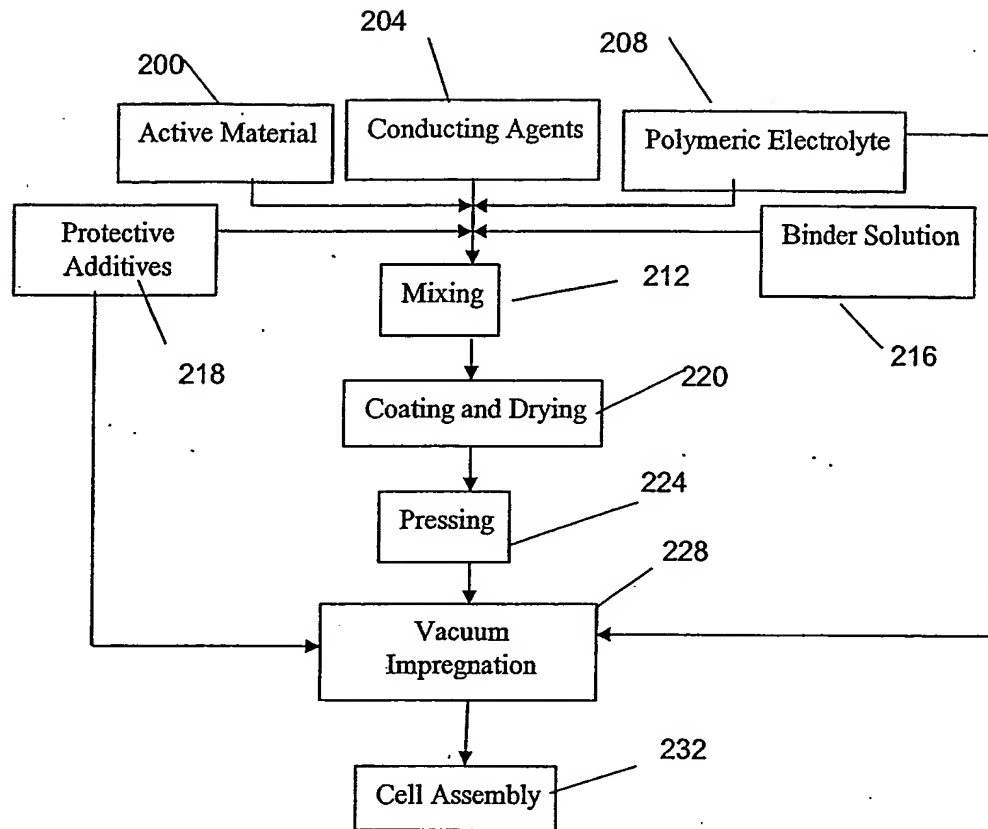 204
208
200
Active Material
Conducting Agents
Polymeric Electrolyte
Protective
Additives
Binder Solution
Mixing
212
218
216
Coating and Drying
220
Pressing
224
228
Vacuum
Impregnation
232
Cell Assembly